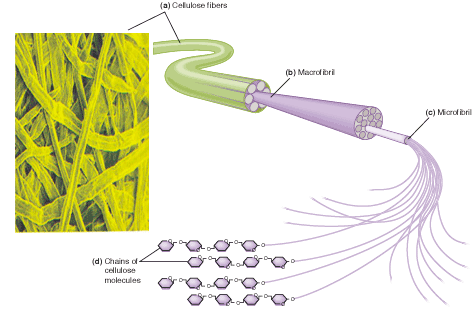 (a) Cellulose fibers
(b) Macrofibril
(c) Microfibril
(d) Chains of
cellulose
molecules